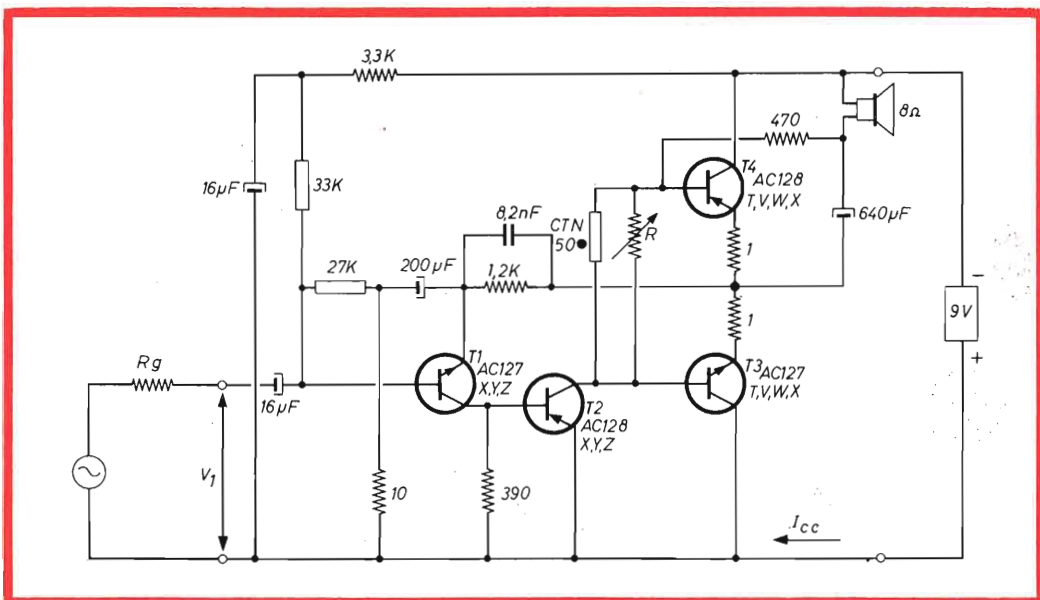 3,3K
8Ω
470
T4
AC128
T,V,W,X
16µF
33K
8,2nF
CTN
50
R
640µF
1
27K
200µF
1,2K
1
−
9V
+
Rg
T1
AC127
X,Y,Z
T3
AC127
T,V,W,X
16µF
T2
AC128
X,Y,Z
V1
10
390
Icc